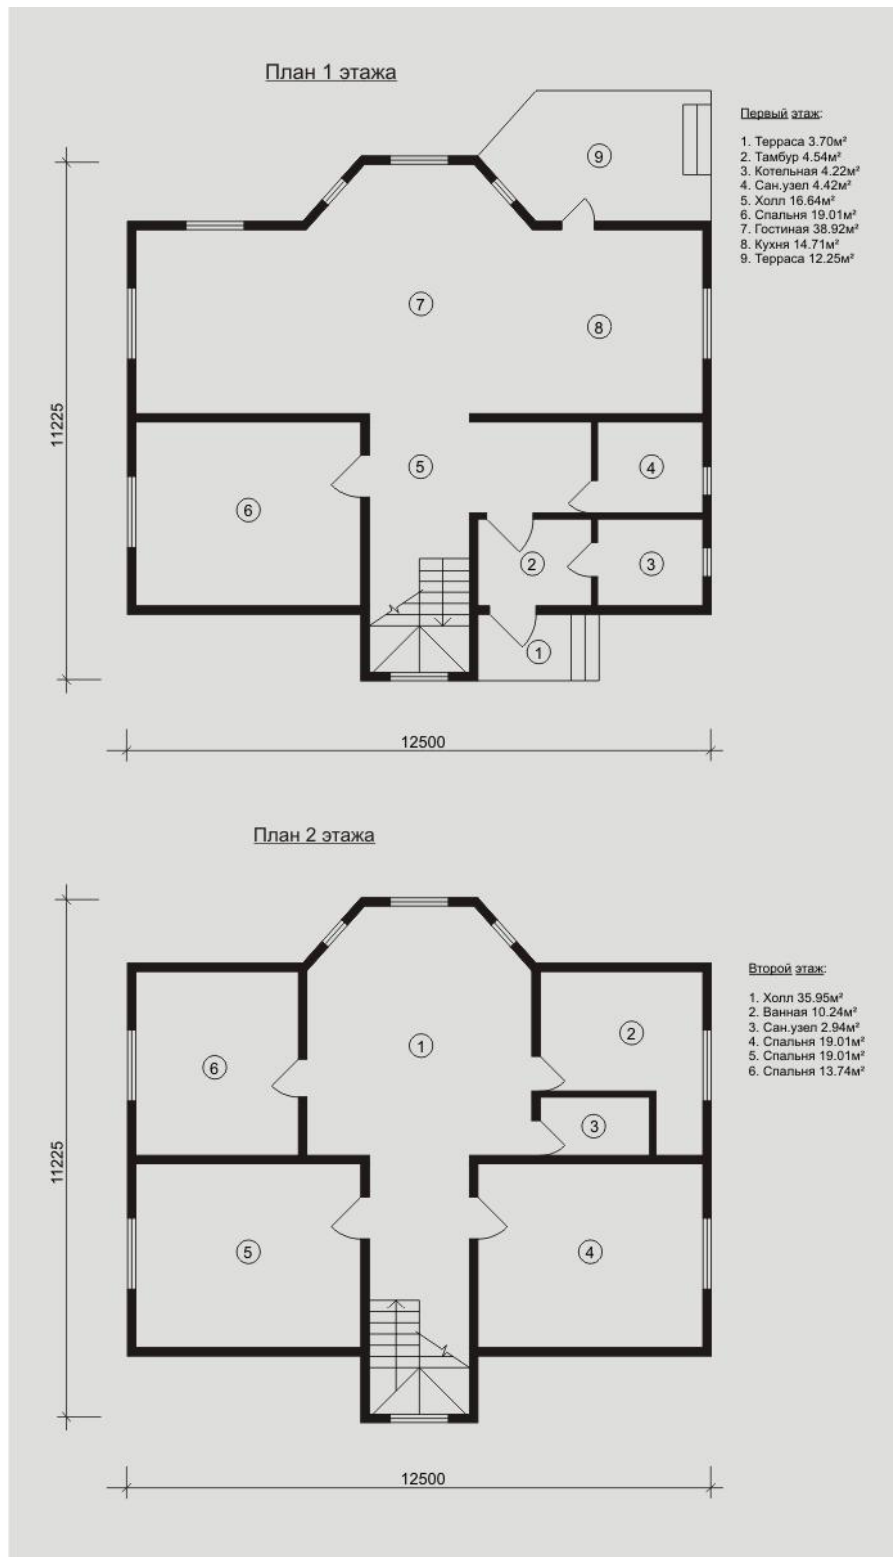 План 1 этажа
Первый этаж:
1. Терраса 3.70м²
2. Тамбур 4.54м²
3. Котельная 4.22м²
4. Сан.узел 4.42м²
5. Холл 16.64м²
6. Спальня 19.01м²
7. Гостиная 38.92м²
8. Кухня 14.71м²
9. Терраса 12.25м²
9
7
8
11225
5
4
6
2
3
1
12500
План 2 этажа
Второй этаж:
1. Холл 35.95м²
2. Ванная 10.24м²
3. Сан.узел 2.94м²
4. Спальня 19.01м²
5. Спальня 19.01м²
6. Спальня 13.74м²
2
1
6
3
11225
5
4
12500